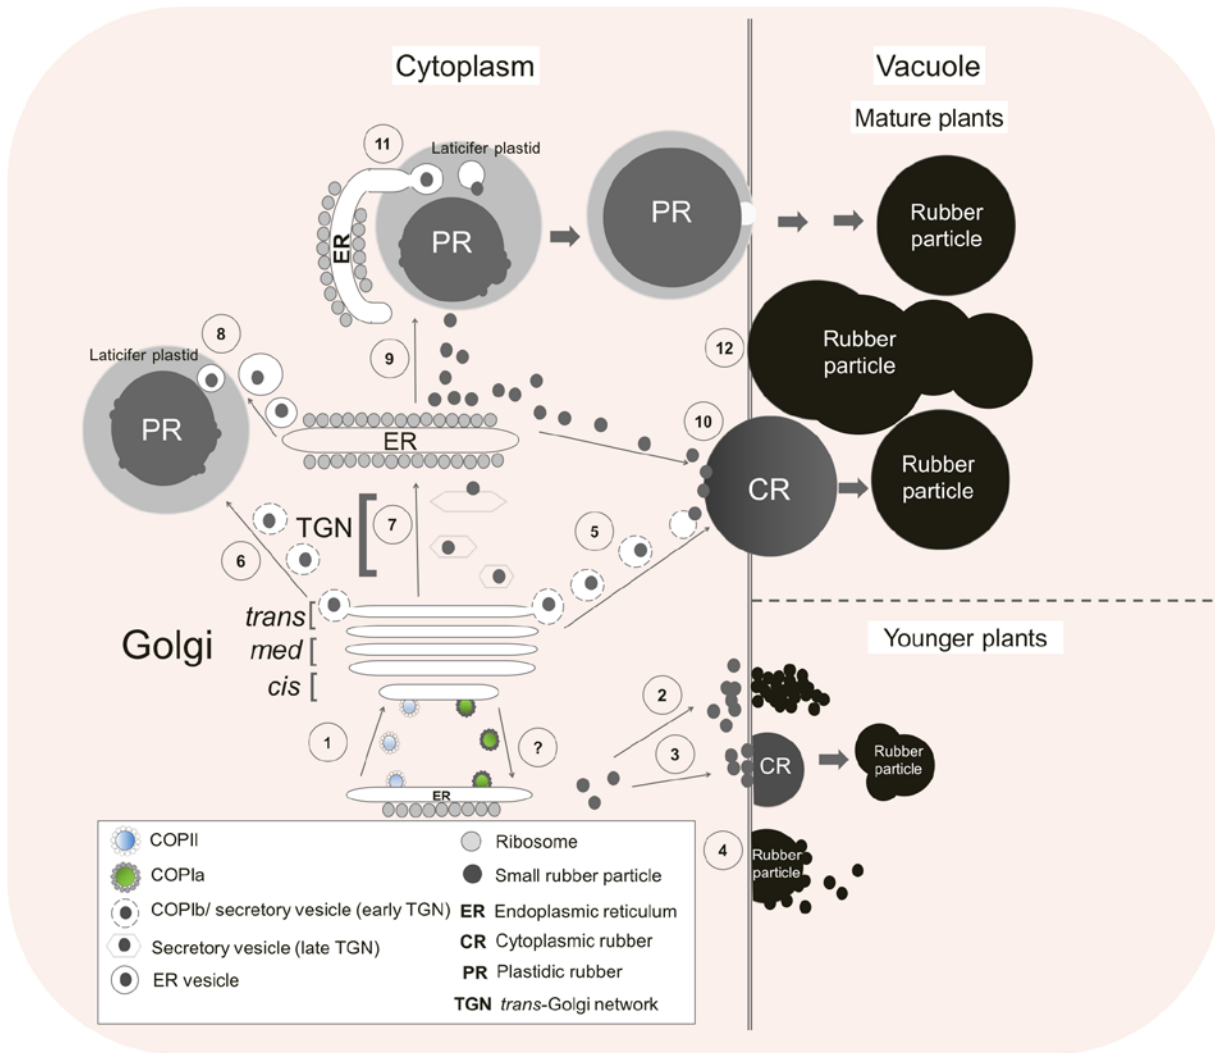 Cytoplasm
Vacuole
Mature plants
11
Laticifer plastid
PR
ER
PR
Rubber
particle
8
Laticifer plastid
PR
9
12
Rubber
particle
10
ER
CR
Rubber
particle
TGN
7
5
6
trans
med
cis
Golgi
Younger plants
1
?
2
3
CR
Rubber
particle
ER
4
Rubber
particle
COPII
COPIa
COPIb/ secretory vesicle (early TGN)
Secretory vesicle (late TGN)
ER vesicle
Ribosome
Small rubber particle
ER Endoplasmic reticulum
CR Cytoplasmic rubber
PR Plastidic rubber
TGN trans-Golgi network